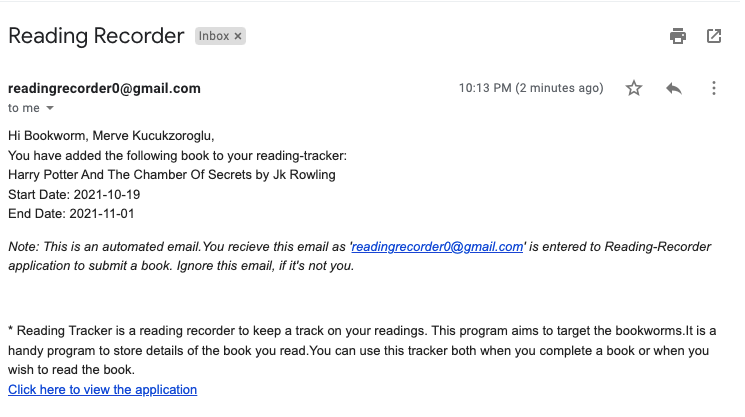 Reading Recorder Inbox ×
readingrecorder0@gmail.com 10:13 PM (2 minutes ago)
to me
Hi Bookworm, Merve Kucukzoroglu,
You have added the following book to your reading-tracker:
Harry Potter And The Chamber Of Secrets by Jk Rowling
Start Date: 2021-10-19
End Date: 2021-11-01
Note: This is an automated email.You recieve this email as 'readingrecorder0@gmail.com' is entered to Reading-Recorder
application to submit a book. Ignore this email, if it's not you.
* Reading Tracker is a reading recorder to keep a track on your readings. This program aims to target the bookworms.It is a
handy program to store details of the book you read.You can use this tracker both when you complete a book or when you
wish to read the book.
Click here to view the application